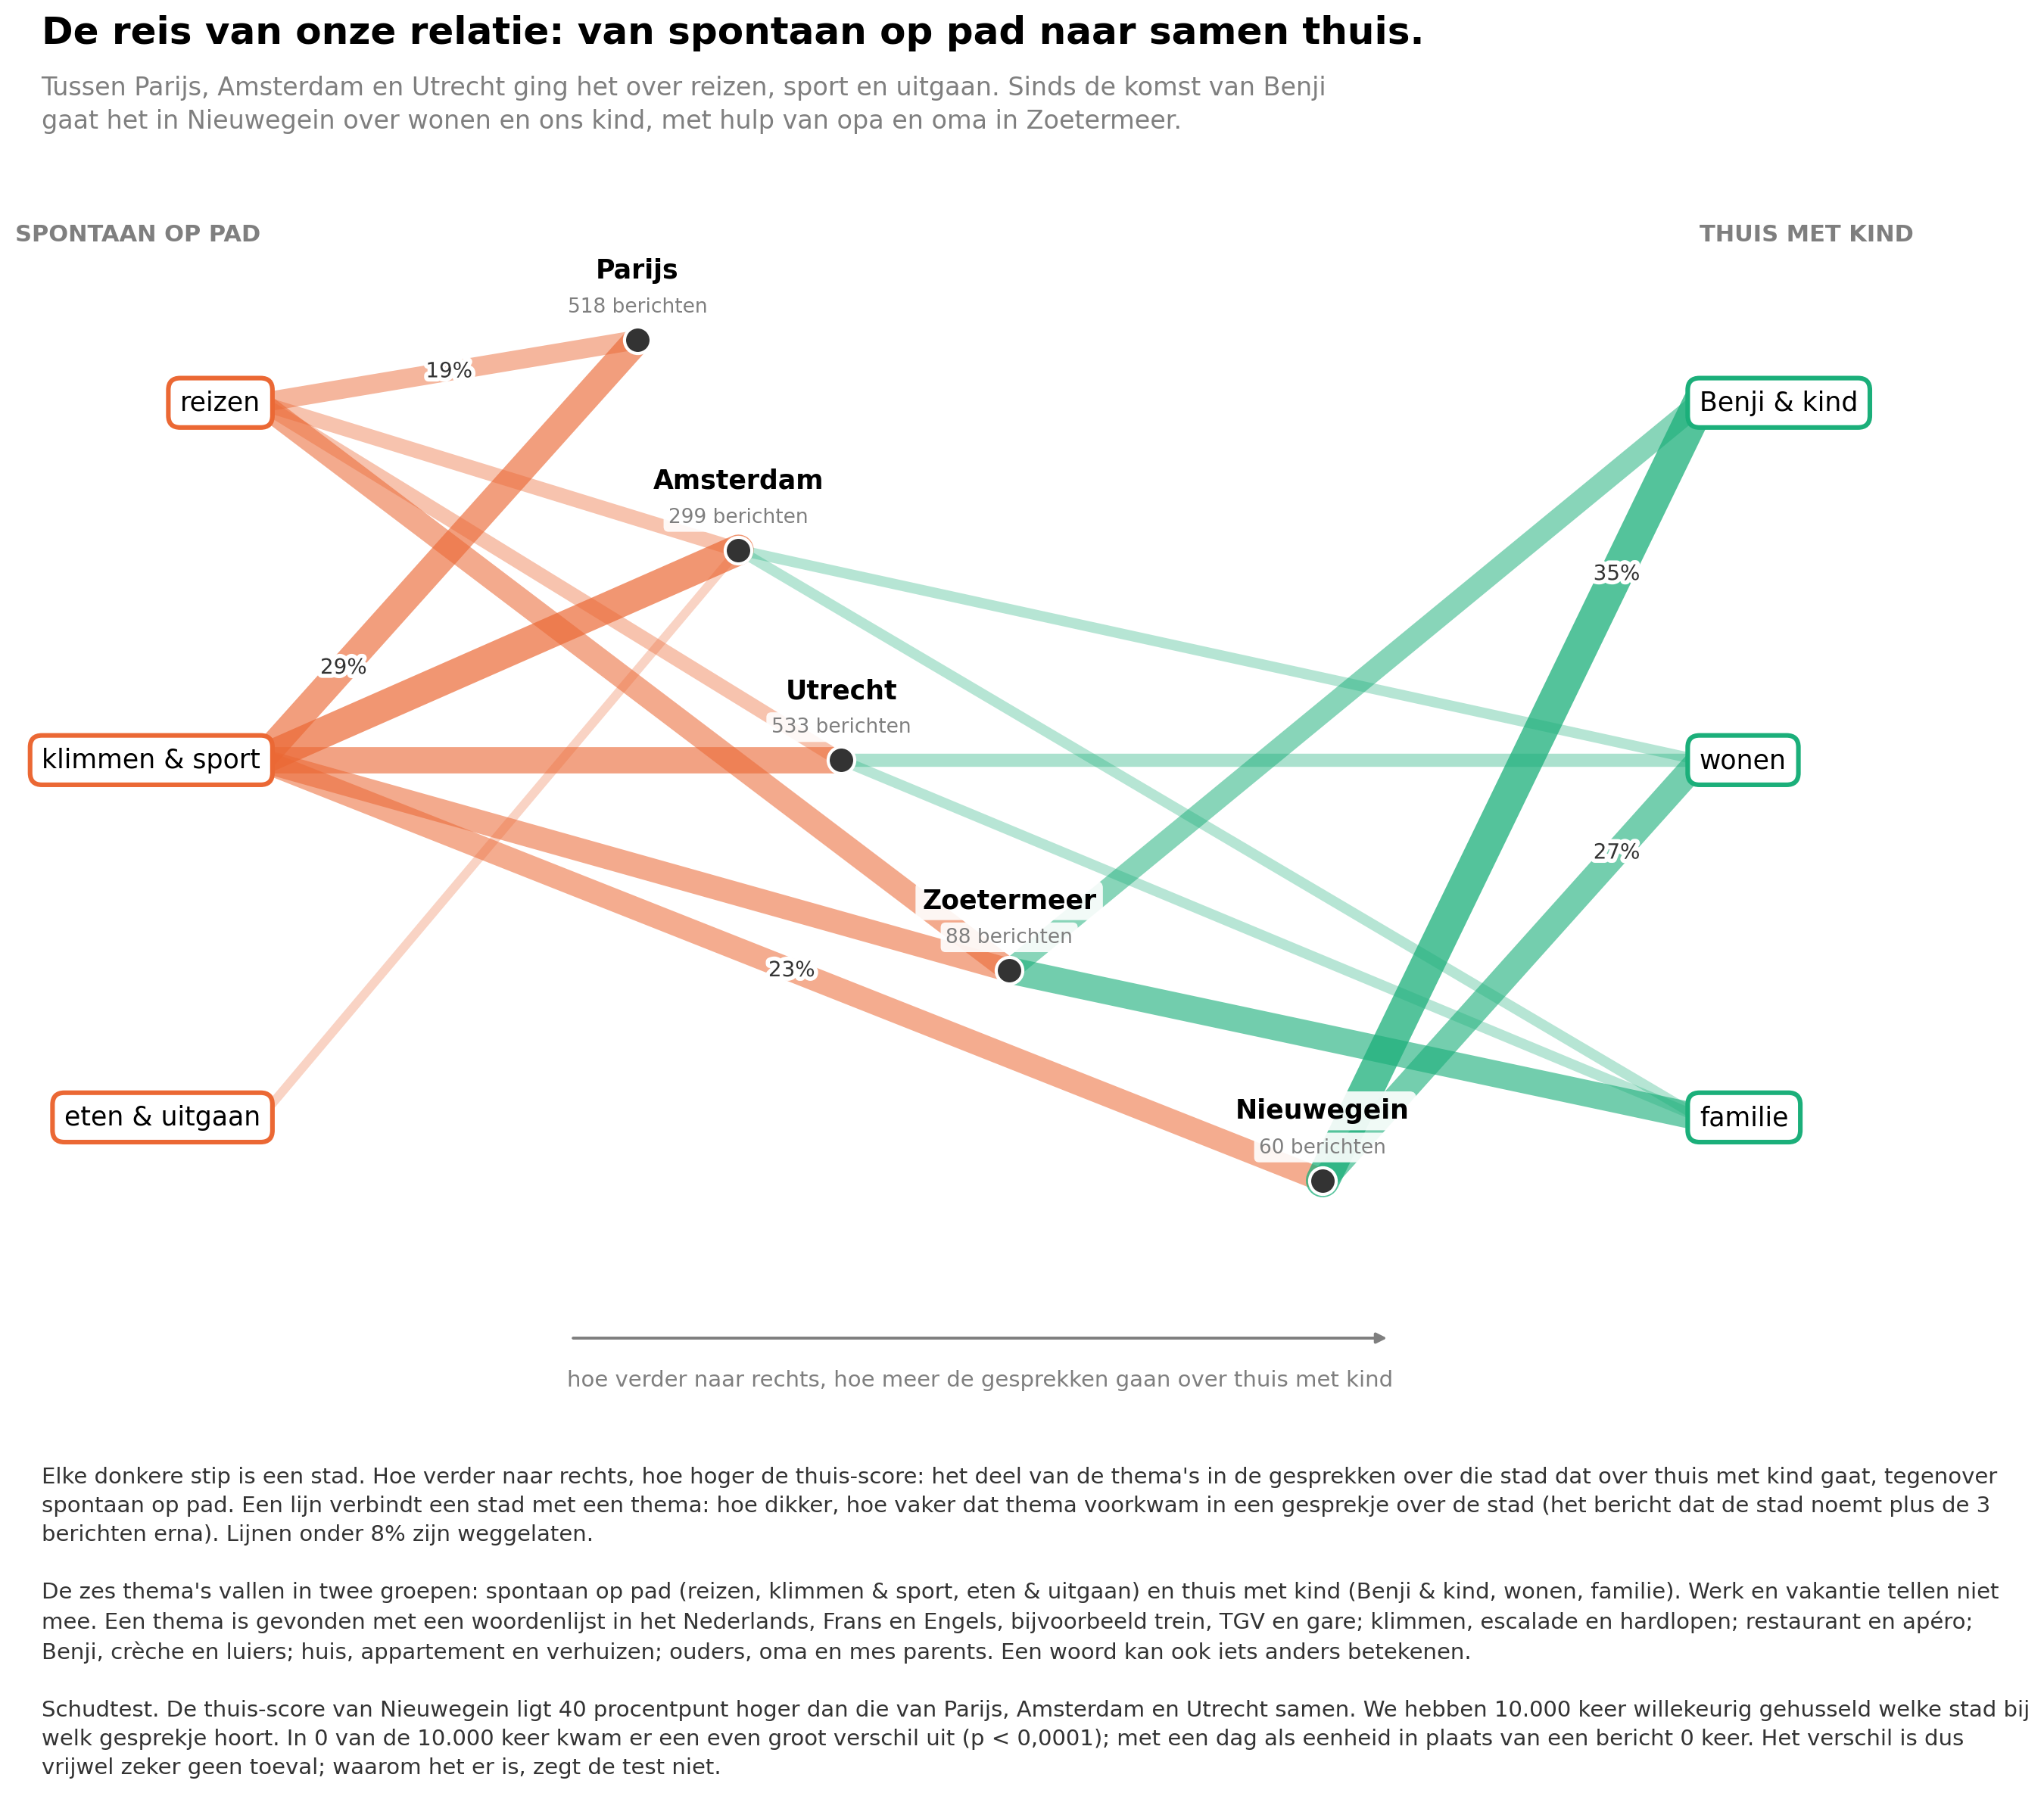 De reis van onze relatie: van spontaan op pad naar samen thuis.
Tussen Parijs, Amsterdam en Utrecht ging het over reizen, sport en uitgaan. Sinds de komst van Benji
gaat het in Nieuwegein over wonen en ons kind, met hulp van opa en oma in Zoetermeer.
SPONTAAN OP PAD
THUIS MET KIND
Parijs
518 berichten
19%
reizen
Benji & kind
Amsterdam
299 berichten
35%
29%
Utrecht
533 berichten
klimmen & sport
wonen
27%
Zoetermeer
88 berichten
23%
Nieuwegein
60 berichten
eten & uitgaan
familie
hoe verder naar rechts, hoe meer de gesprekken gaan over thuis met kind
Elke donkere stip is een stad. Hoe verder naar rechts, hoe hoger de thuis-score: het deel van de thema's in de gesprekken over die stad dat over thuis met kind gaat, tegenover
spontaan op pad. Een lijn verbindt een stad met een thema: hoe dikker, hoe vaker dat thema voorkwam in een gesprekje over de stad (het bericht dat de stad noemt plus de 3
berichten erna). Lijnen onder 8% zijn weggelaten.
De zes thema's vallen in twee groepen: spontaan op pad (reizen, klimmen & sport, eten & uitgaan) en thuis met kind (Benji & kind, wonen, familie). Werk en vakantie tellen niet
mee. Een thema is gevonden met een woordenlijst in het Nederlands, Frans en Engels, bijvoorbeeld trein, TGV en gare; klimmen, escalade en hardlopen; restaurant en apéro;
Benji, crèche en luiers; huis, appartement en verhuizen; ouders, oma en mes parents. Een woord kan ook iets anders betekenen.
Schudtest. De thuis-score van Nieuwegein ligt 40 procentpunt hoger dan die van Parijs, Amsterdam en Utrecht samen. We hebben 10.000 keer willekeurig gehusseld welke stad bij
welk gesprekje hoort. In 0 van de 10.000 keer kwam er een even groot verschil uit (p < 0,0001); met een dag als eenheid in plaats van een bericht 0 keer. Het verschil is dus
vrijwel zeker geen toeval; waarom het er is, zegt de test niet.